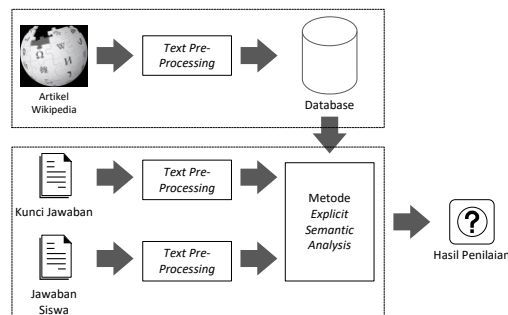 Artikel
Wikipedia
Text Pre-
Processing
Database
Kunci Jawaban
Text Pre-
Processing
Jawaban
Siswa
Text Pre-
Processing
Metode
Explicit
Semantic
Analysis
?
Hasil Penilaian